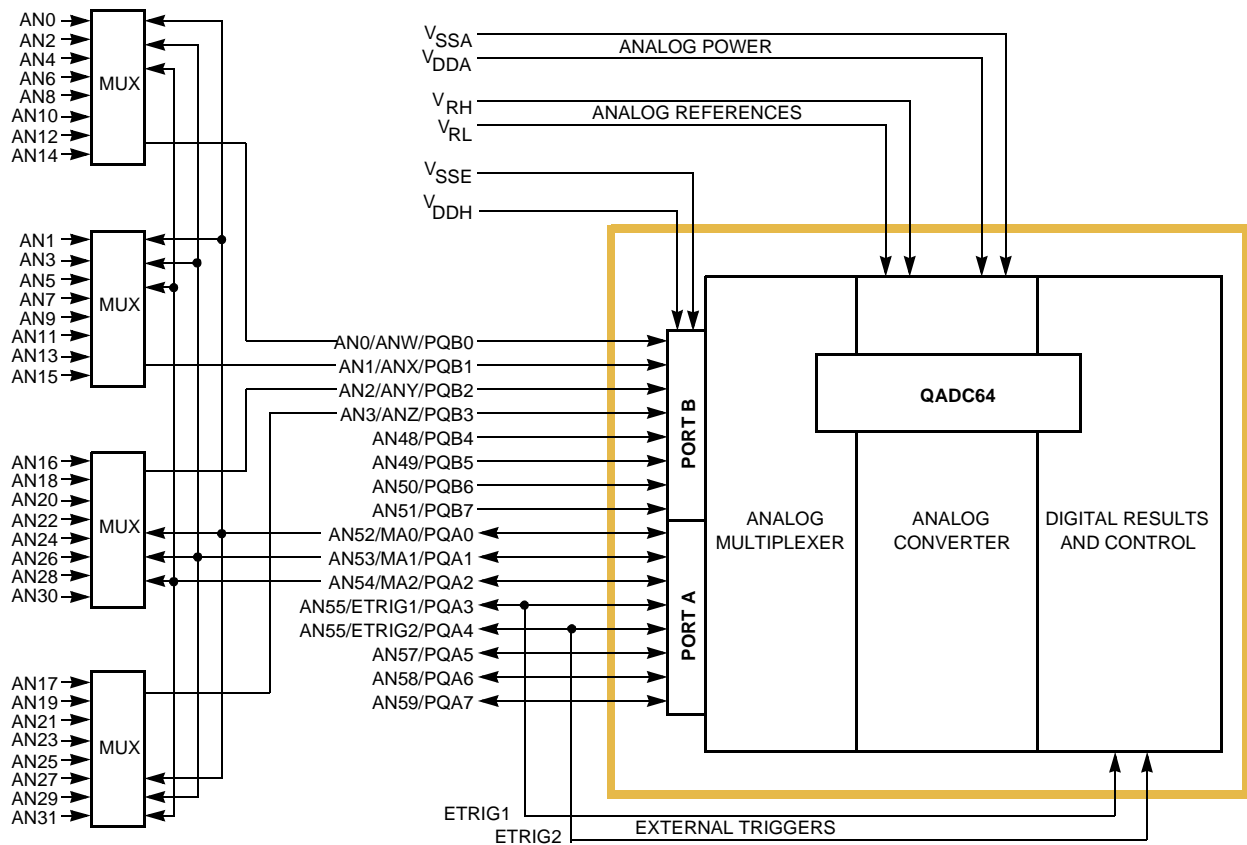 AN0
AN2
AN4
AN6
AN8
AN10
AN12
AN14
MUX
AN1
AN3
AN5
AN7
AN9
AN11
AN13
AN15
MUX
AN16
AN18
AN20
AN22
AN24
AN26
AN28
AN30
MUX
AN17
AN19
AN21
AN23
AN25
AN27
AN29
AN31
MUX
VSSA
ANALOG POWER
VDDA
VRH
ANALOG REFERENCES
VRL
VSSE
VDDH
AN0/ANW/PQB0
AN1/ANX/PQB1
AN2/ANY/PQB2
AN3/ANZ/PQB3
AN48/PQB4
AN49/PQB5
AN50/PQB6
AN51/PQB7
AN52/MA0/PQA0
AN53/MA1/PQA1
AN54/MA2/PQA2
AN55/ETRIG1/PQA3
AN55/ETRIG2/PQA4
AN57/PQA5
AN58/PQA6
AN59/PQA7
PORT B
PORT A
QADC64
ANALOG
MULTIPLEXER
ANALOG
CONVERTER
DIGITAL RESULTS
AND CONTROL
ETRIG1
EXTERNAL TRIGGERS
ETRIG2